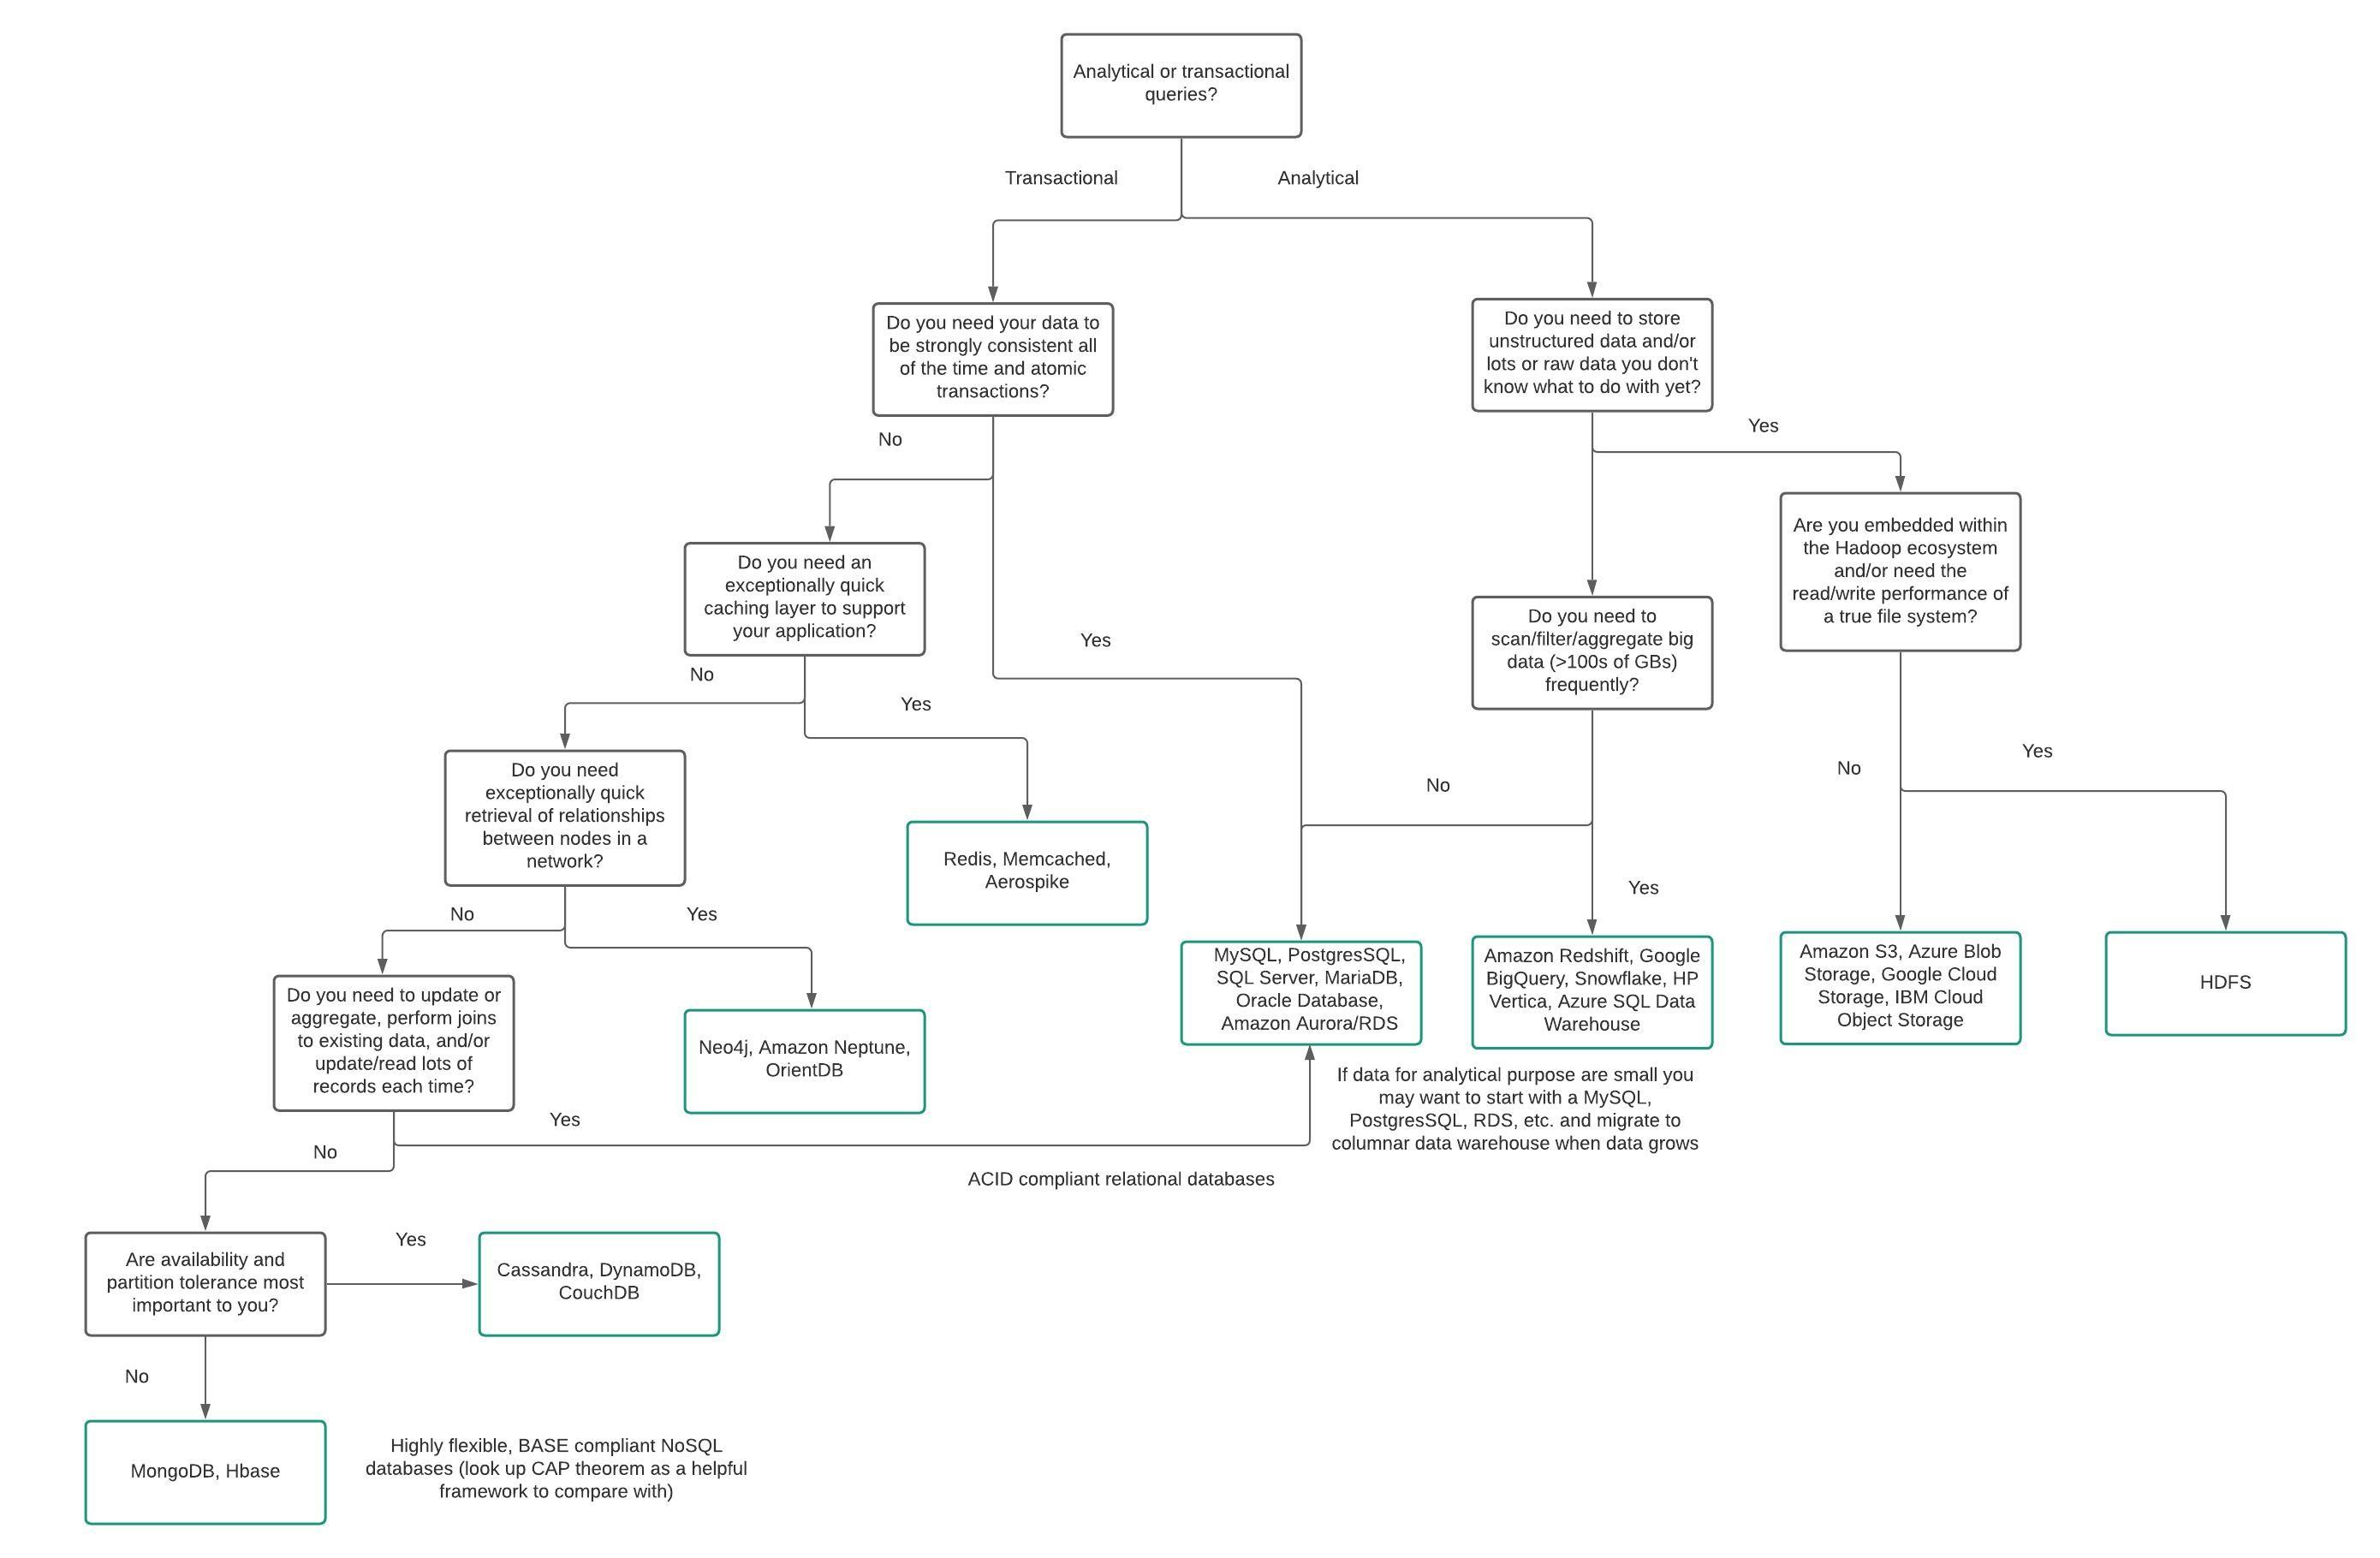 Analytical or transactional
queries?
Transactional
Analytical
Do you need your data to
be strongly consistent all
of the time and atomic
transactions?
Do you need to store
unstructured data and/or
lots or raw data you don't
know what to do with yet?
No
Yes
Are you embedded within
the Hadoop ecosystem
and/or need the
read/write performance of
a true file system?
Do you need an
exceptionally quick
caching layer to support
your application?
Yes
Do you need to
scan/filter/aggregate big
data (>100s of GBs)
frequently?
No
Yes
Do you need
exceptionally quick
retrieval of relationships
between nodes in a
network?
No
No
Yes
Redis, Memcached,
Aerospike
Yes
No
Yes
MySQL, PostgresSQL,
SQL Server, MariaDB,
Oracle Database,
Amazon Aurora/RDS
Amazon Redshift, Google
BigQuery, Snowflake, HP
Vertica, Azure SQL Data
Warehouse
Amazon S3, Azure Blob
Storage, Google Cloud
Storage, IBM Cloud
Object Storage
HDFS
Do you need to update or
aggregate, perform joins
to existing data, and/or
update/read lots of
records each time?
Neo4j, Amazon Neptune,
OrientDB
If data for analytical purpose are small you
may want to start with a MySQL,
PostgresSQL, RDS, etc. and migrate to
columnar data warehouse when data grows
Yes
No
ACID compliant relational databases
Are availability and
partition tolerance most
important to you?
Yes
Cassandra, DynamoDB,
CouchDB
No
MongoDB, Hbase
Highly flexible, BASE compliant NoSQL
databases (look up CAP theorem as a helpful
framework to compare with)